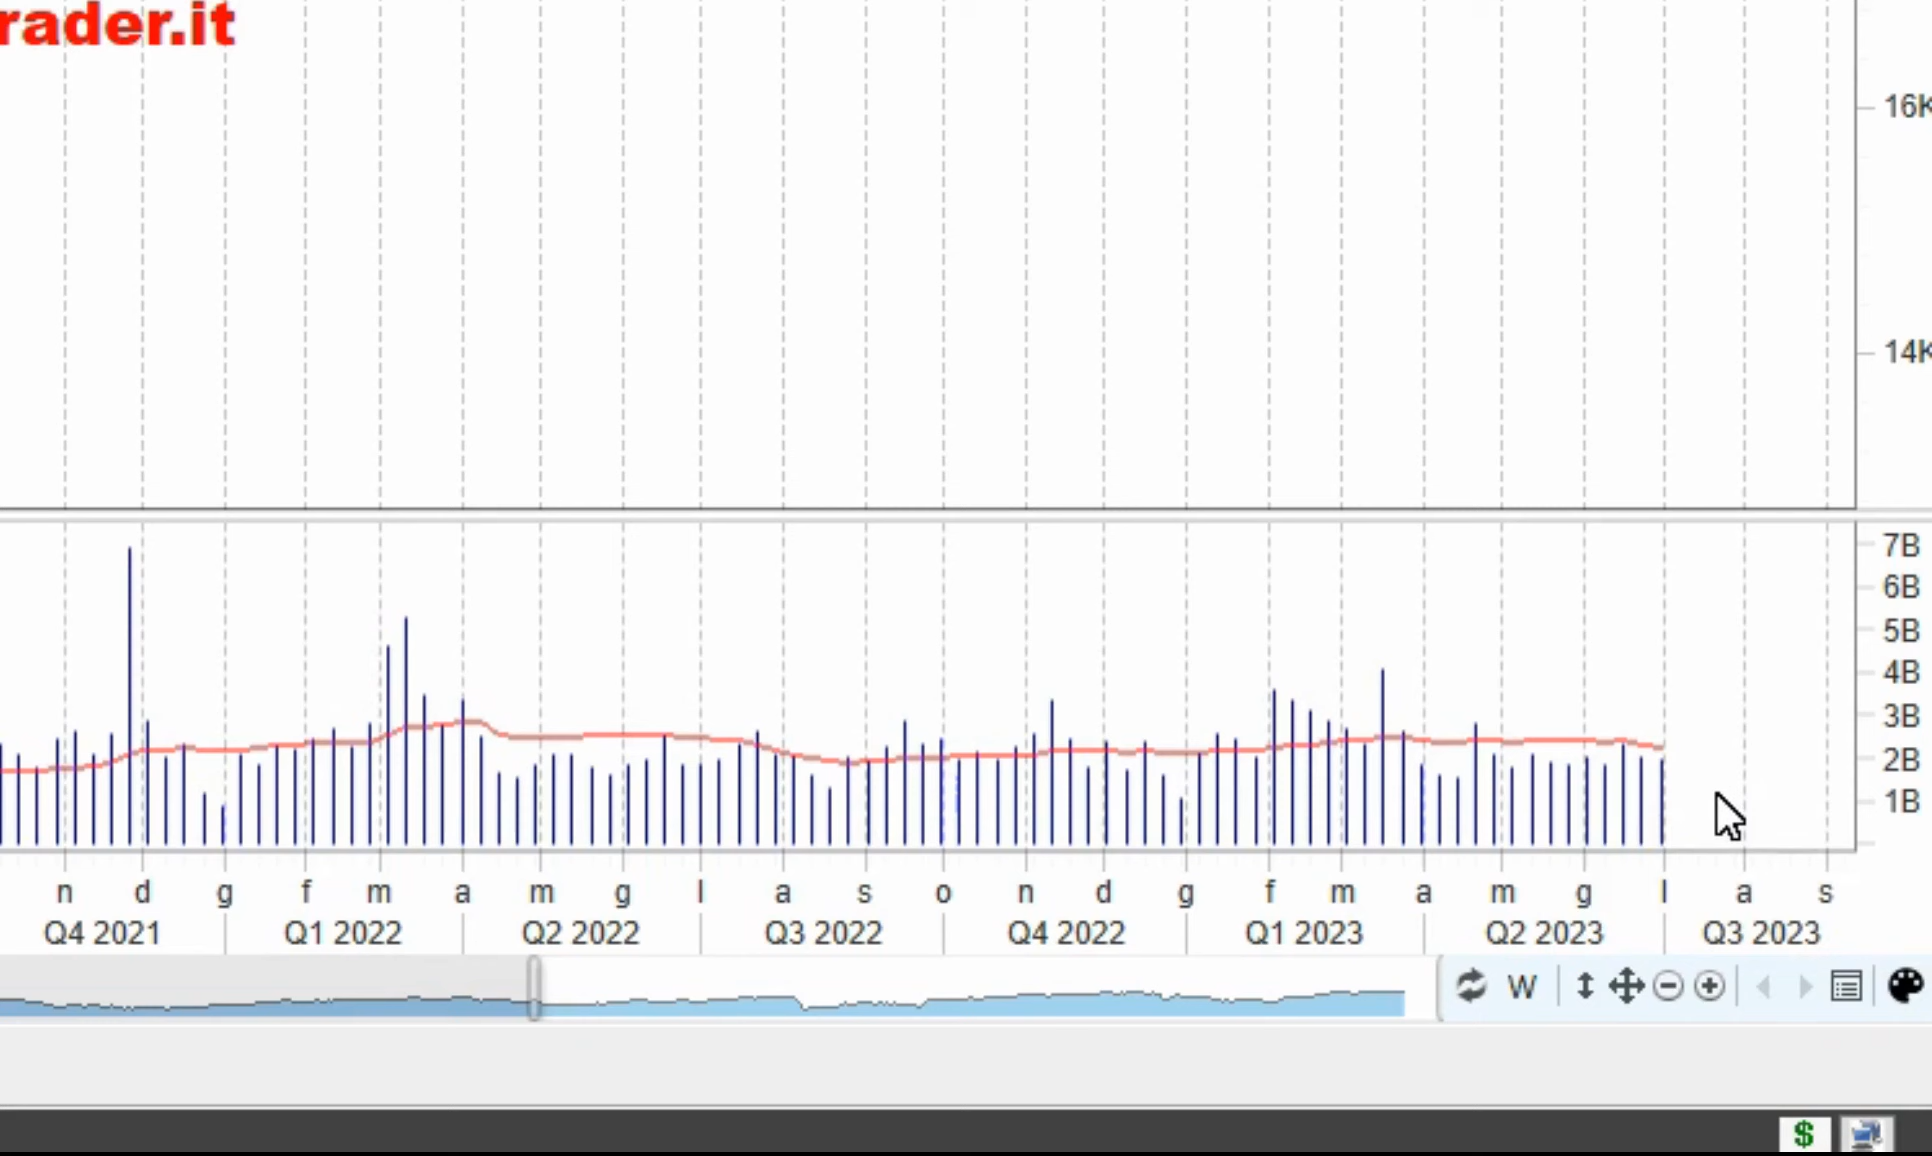 rader.it
16K
14K
7B
6B
5B
4B
3B
2B
1B
n d g f m a m g l a s o n d g f m a m g l a s
Q4 2021 Q1 2022 Q2 2022 Q3 2022 Q4 2022 Q1 2023 Q2 2023 Q3 2023
W
$